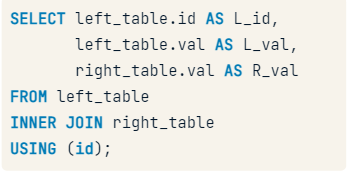 SELECT left_table.id AS L_id,
       left_table.val AS L_val,
       right_table.val AS R_val
FROM left_table
INNER JOIN right_table
USING (id);